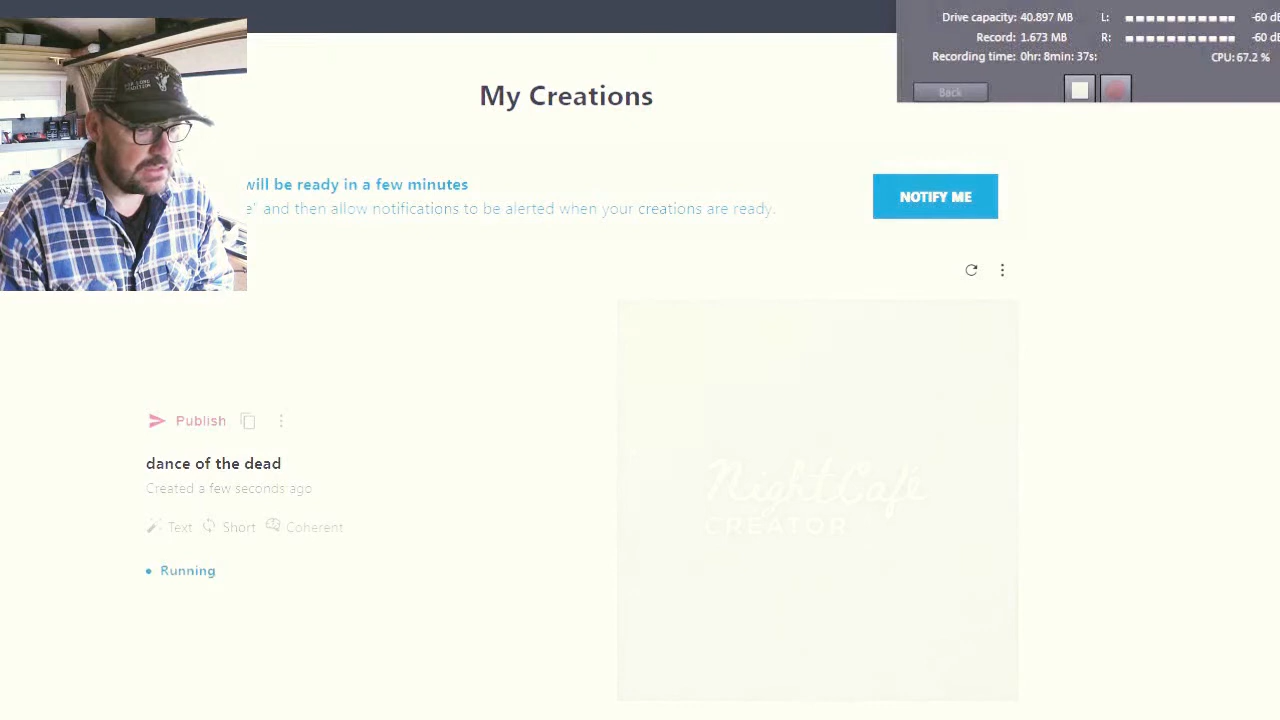 Drive capacity: 40.897 MB L: -60 dB
Record: 1.673 MB R: -60 dB
Recording time: 0hr: 8min: 37s: CPU: 67.2 %
Back
My Creations
will be ready in a few minutes
e" and then allow notifications to be alerted when your creations are ready.
NOTIFY ME
Publish
dance of the dead
Created a few seconds ago
Text Short Coherent
Running
NightCafé
CREATOR